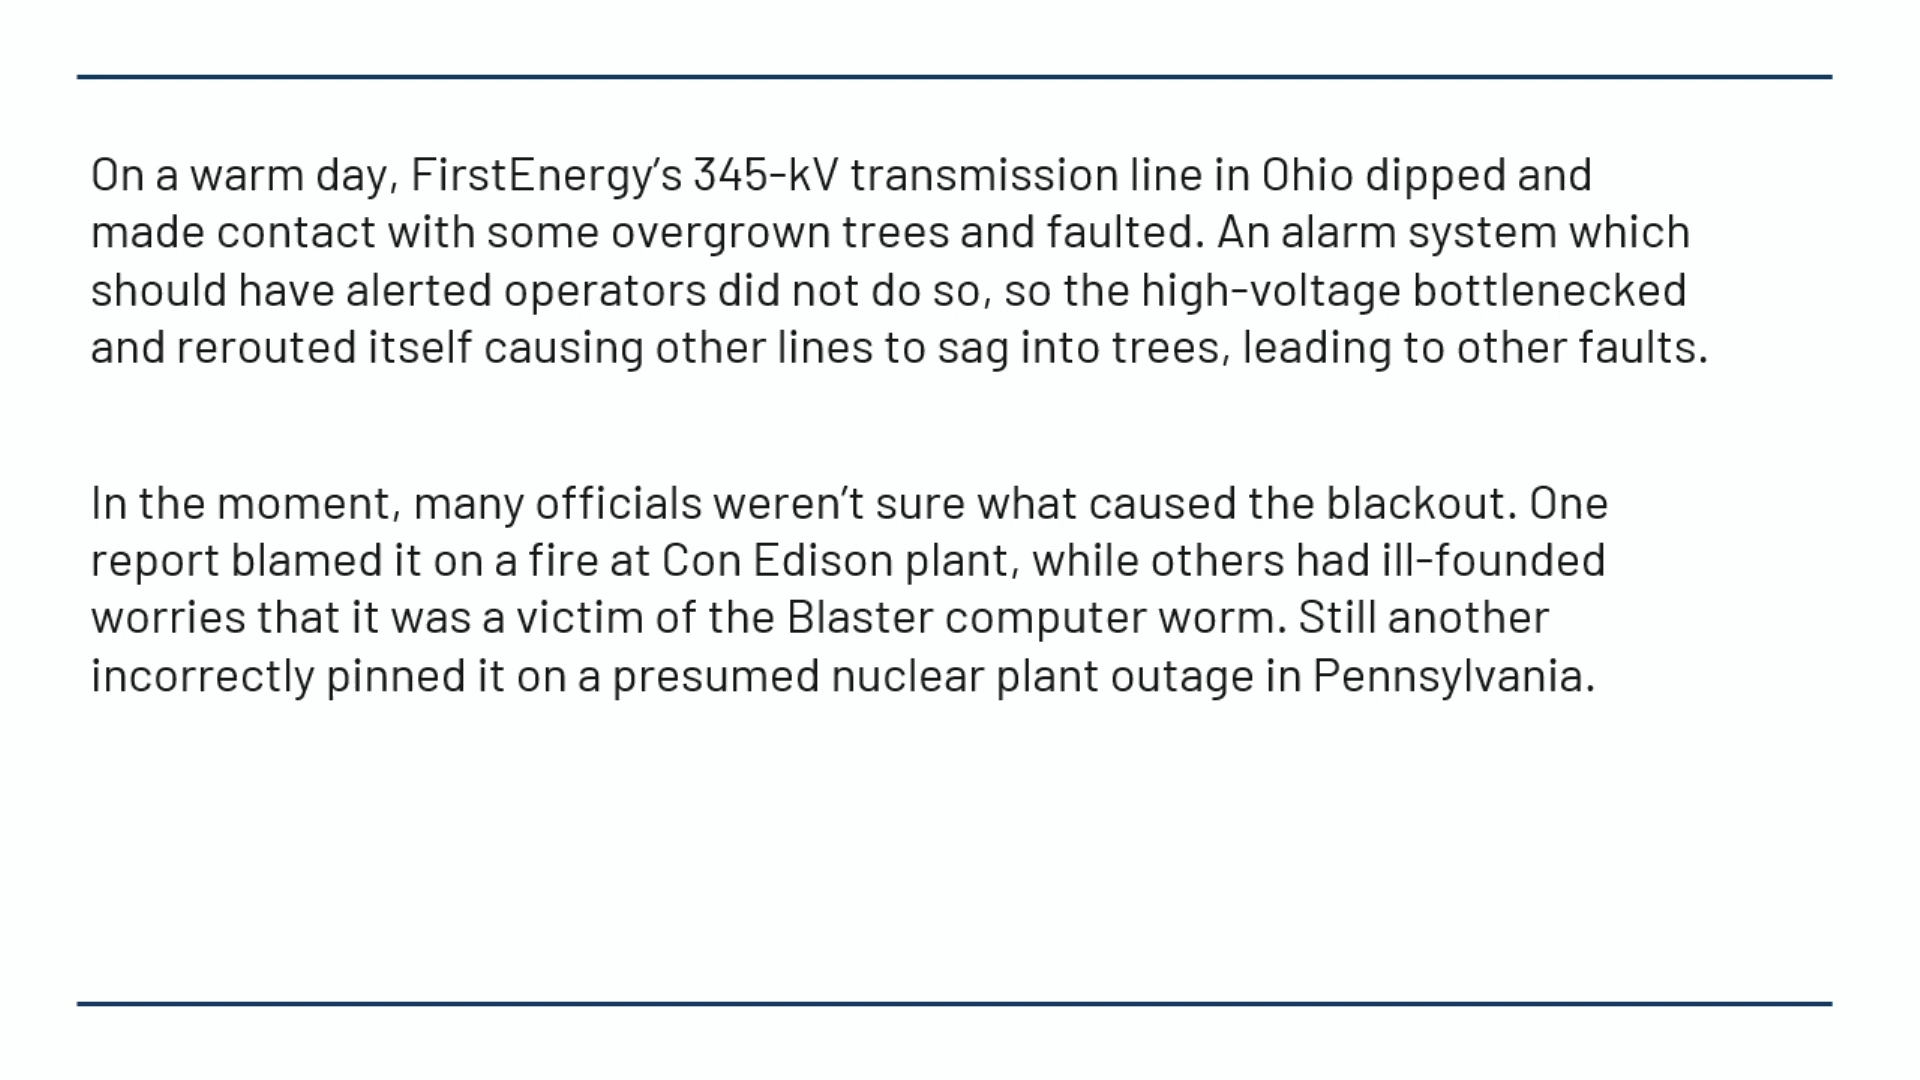 On a warm day, FirstEnergy’s 345-kV transmission line in Ohio dipped and
made contact with some overgrown trees and faulted. An alarm system which
should have alerted operators did not do so, so the high-voltage bottlenecked
and rerouted itself causing other lines to sag into trees, leading to other faults.
In the moment, many officials weren’t sure what caused the blackout. One
report blamed it on a fire at Con Edison plant, while others had ill-founded
worries that it was a victim of the Blaster computer worm. Still another
incorrectly pinned it on a presumed nuclear plant outage in Pennsylvania.